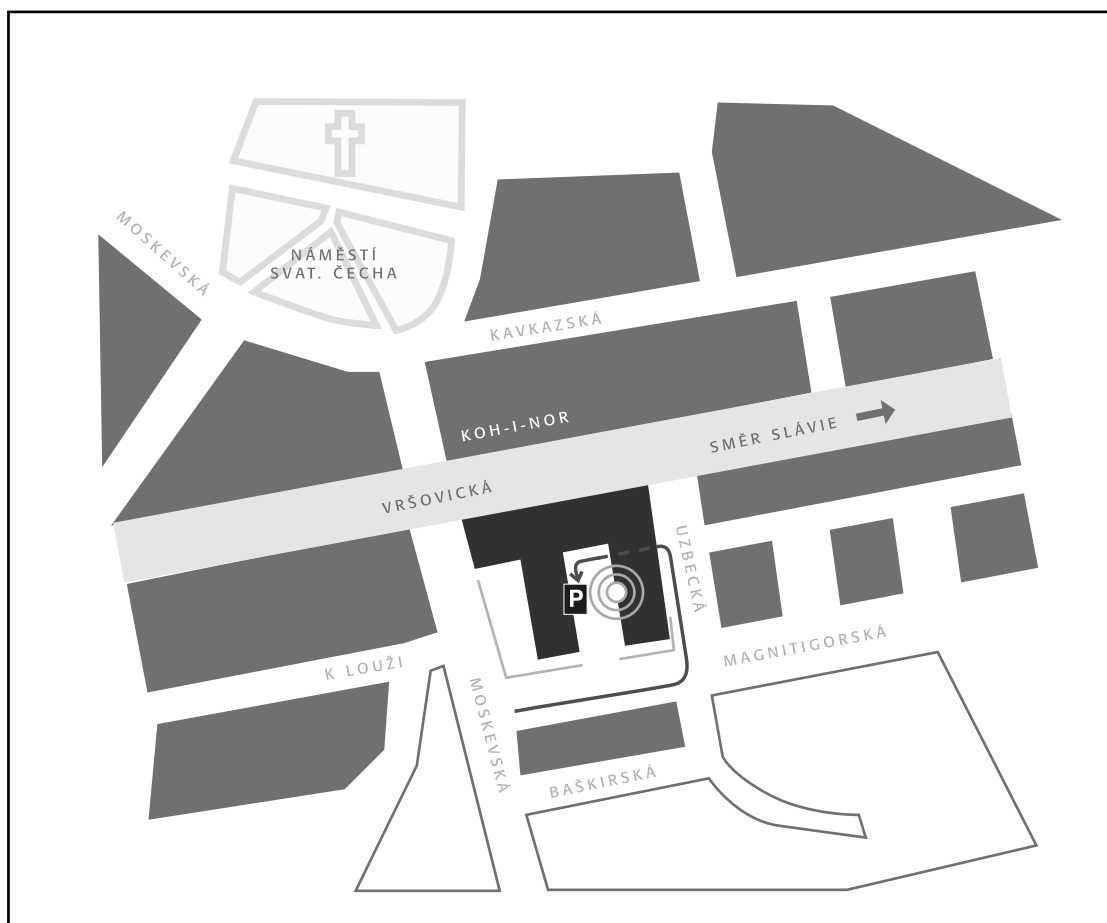 MOSKEVSKÁ
NÁMĚSTÍ
SVAT. ČECHA
KAVKAZSKÁ
KOH-I-NOR
SMĚR SLÁVIE
VRŠOVICKÁ
UZBECKÁ
P
MAGNITIGORSKÁ
K LOUŽI
MOSKEVSKÁ
BAŠKIRSKÁ